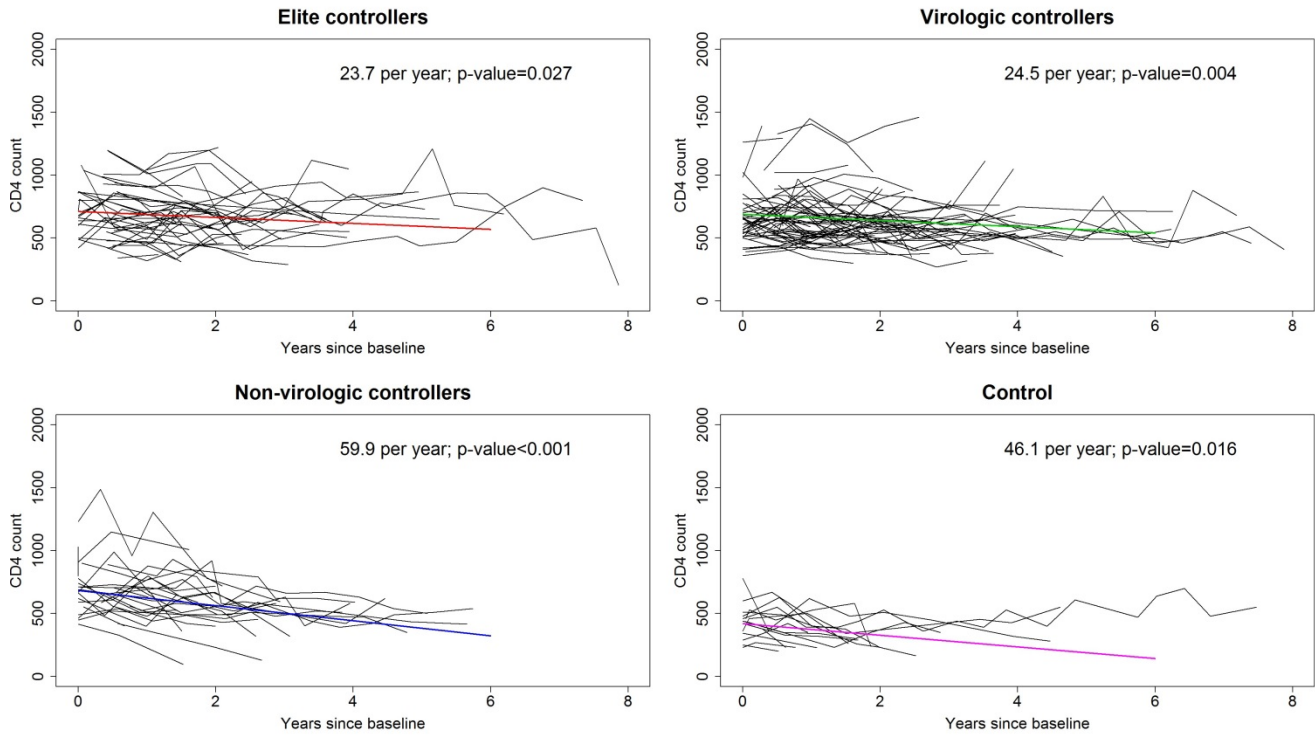 Elite controllers
23.7 per year; p-value=0.027
CD4 count
0 500 1000 1500 2000
0 2 4 6 8
Years since baseline
Virologic controllers
24.5 per year; p-value=0.004
CD4 count
0 500 1000 1500 2000
0 2 4 6 8
Years since baseline
Non-virologic controllers
59.9 per year; p-value<0.001
CD4 count
0 500 1000 1500 2000
0 2 4 6 8
Years since baseline
Control
46.1 per year; p-value=0.016
CD4 count
0 500 1000 1500 2000
0 2 4 6 8
Years since baseline